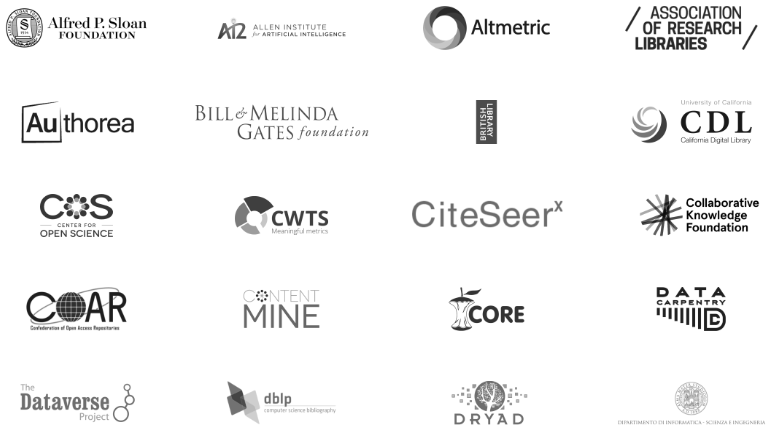 Alfred P. Sloan
FOUNDATION
AI2
ALLEN INSTITUTE
for ARTIFICIAL INTELLIGENCE
Altmetric
ASSOCIATION
OF RESEARCH
LIBRARIES
Authorea
BILL & MELINDA
GATES foundation
BRITISH
LIBRARY
University of California
CDL
California Digital Library
COS
CENTER FOR
OPEN SCIENCE
CWTS
Meaningful metrics
CiteSeerX
Collaborative
Knowledge
Foundation
COAR
Confederation of Open Access Repositories
CONTENT
MINE
CORE
DATA
CARPENTRY
DC
The
Dataverse
Project
dblp
computer science bibliography
DRYAD
DIPARTIMENTO DI INFORMATICA - SCIENZA E INGEGNERIA